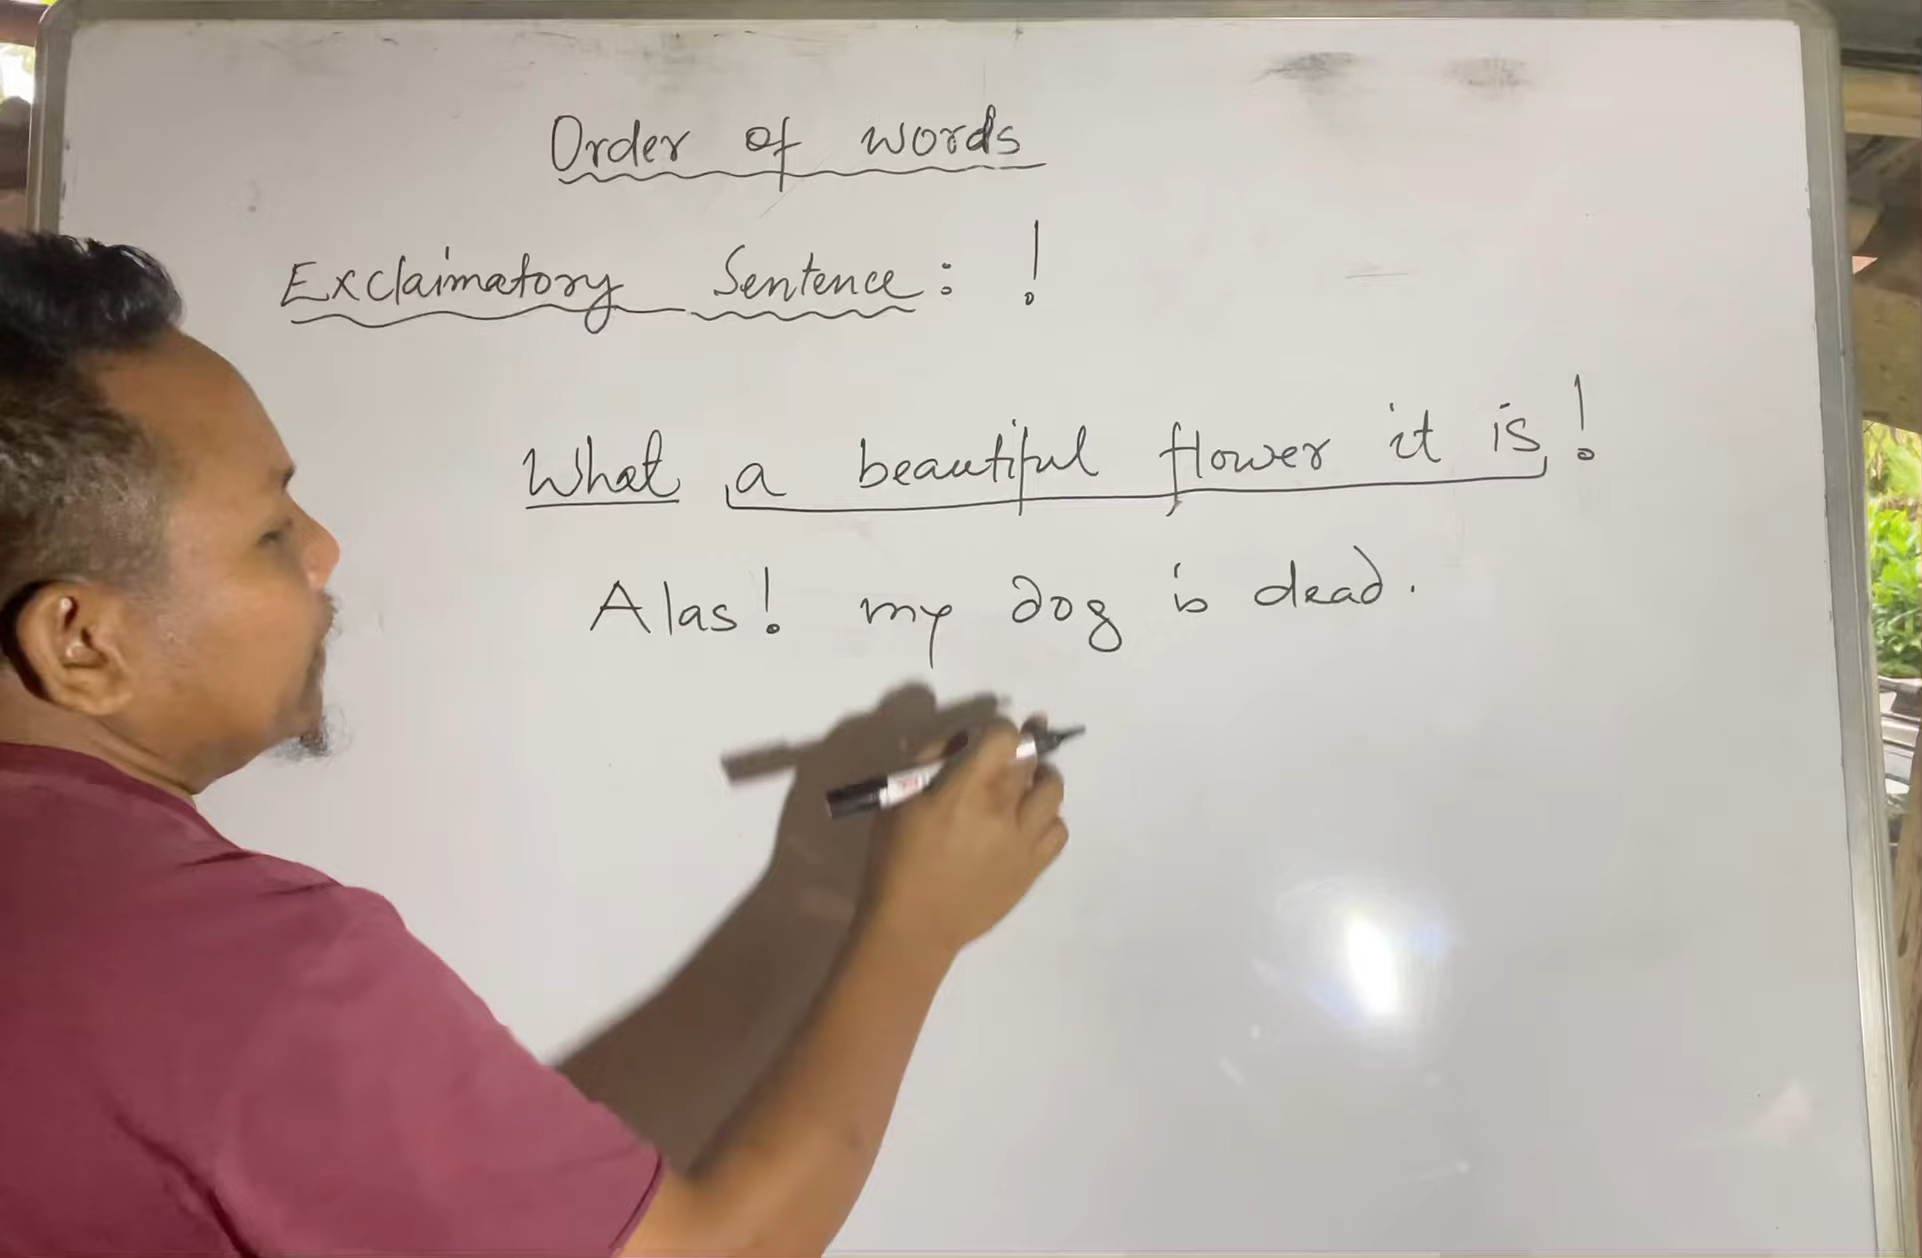 Order of words
Exclaimatory Sentence: !
What a beautiful flower it is!
Alas! my dog is dead.